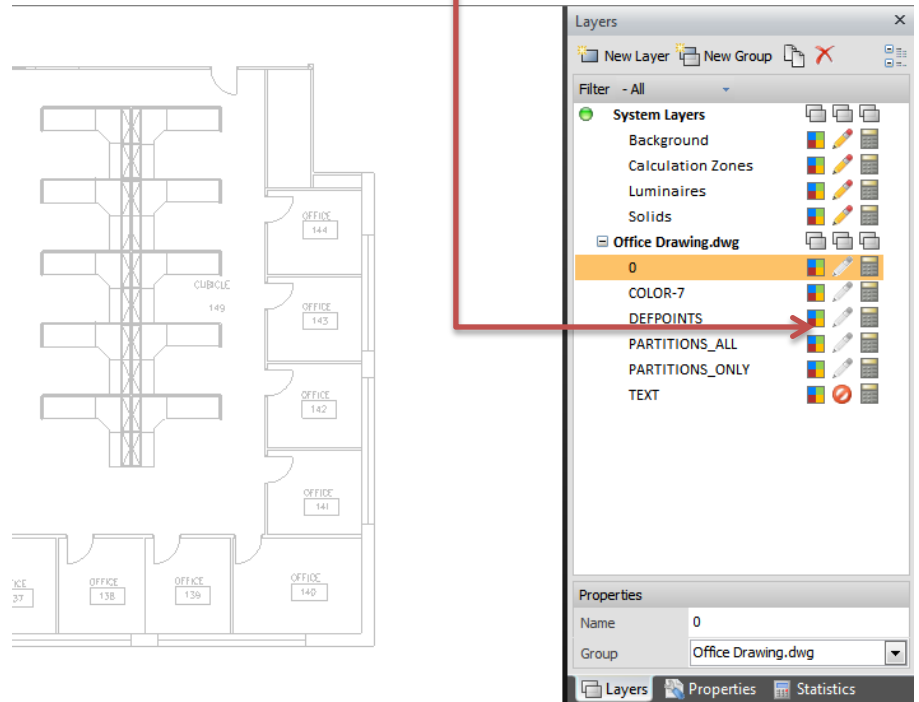 Layers
New Layer New Group
Filter - All
System Layers
Background
Calculation Zones
Luminaires
Solids
Office Drawing.dwg
0
COLOR-7
DEFPOINTS
PARTITIONS_ALL
PARTITIONS_ONLY
TEXT
Properties
Name 0
Group Office Drawing.dwg
Layers Properties Statistics
OFFICE
144
CUBICLE
149
OFFICE
143
OFFICE
142
OFFICE
141
OFFICE
140
OFFICE
139
OFFICE
138
ICE
37